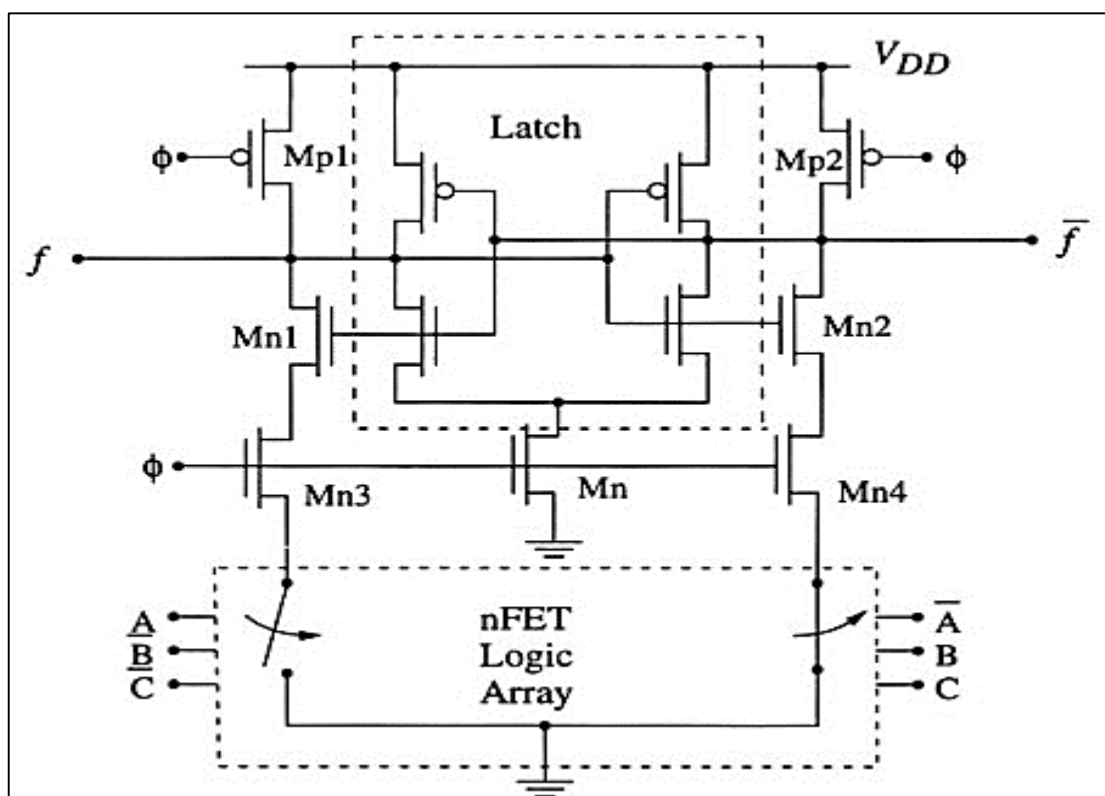 V_DD
Latch
ϕ
Mp1
Mp2
ϕ
f
f̅
Mn1
Mn2
ϕ
Mn3
Mn
Mn4
nFET
Logic
Array
A
B̅
C̅
A̅
B
C